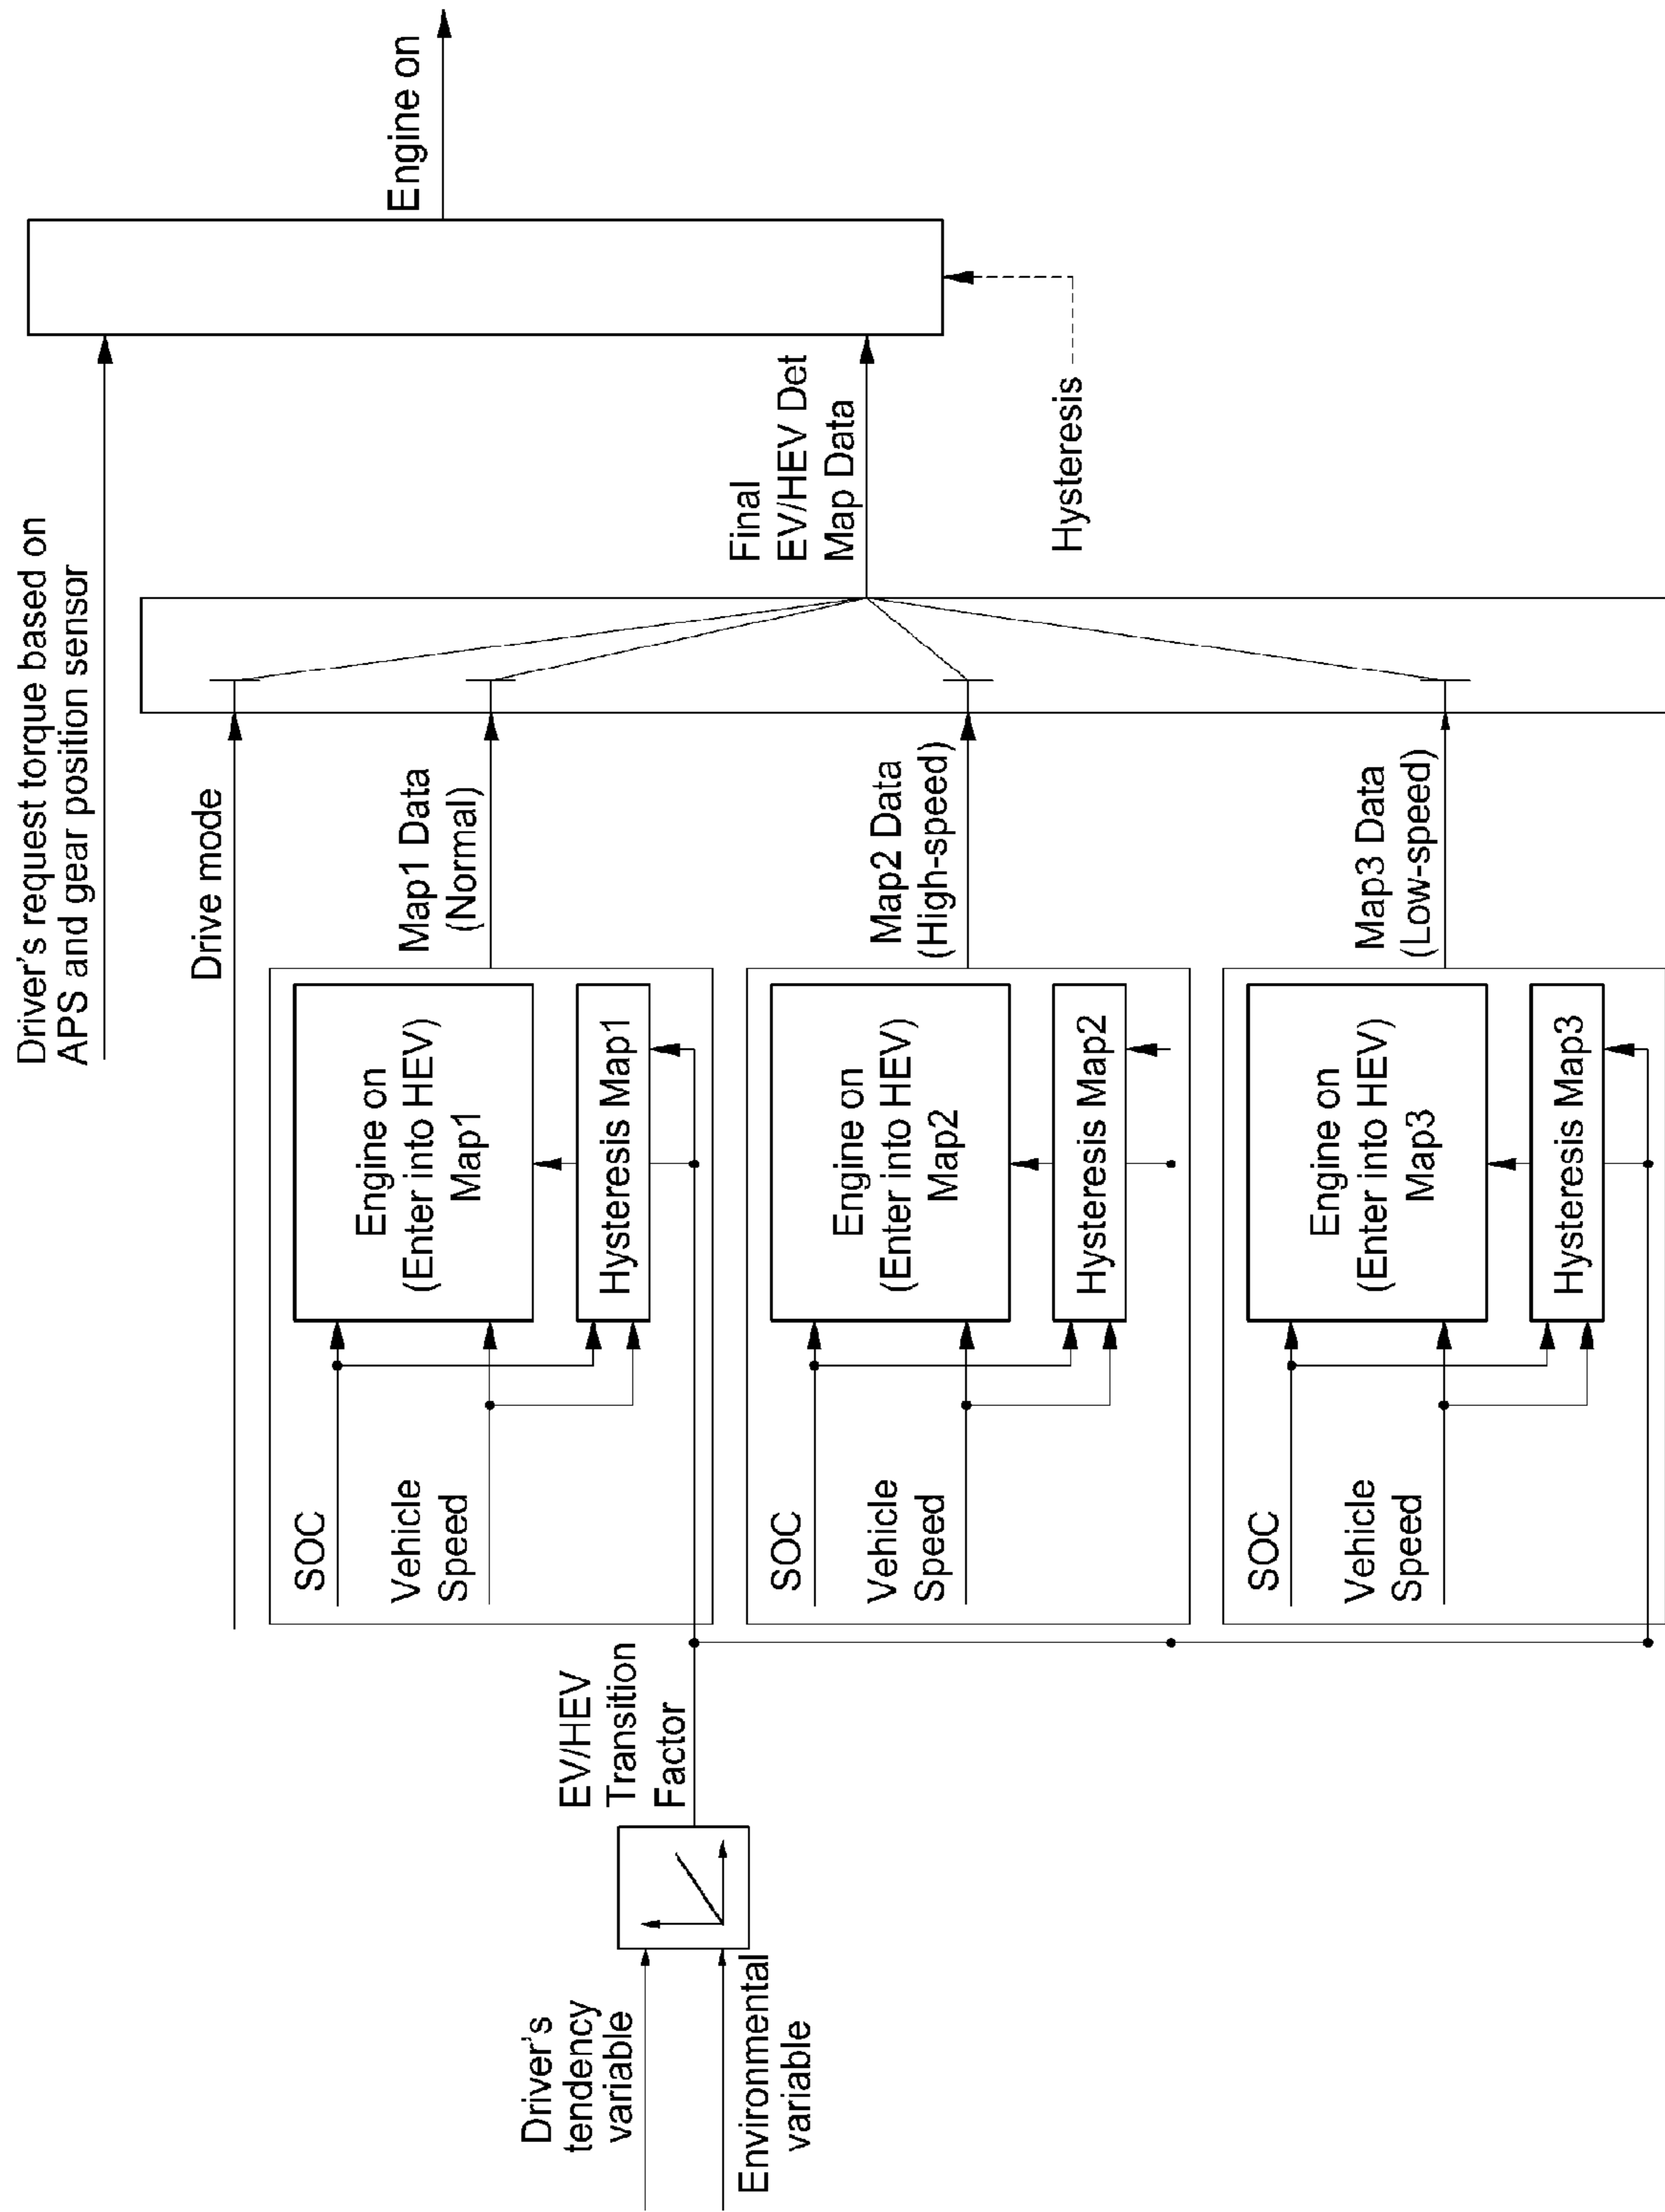 Driver's request torque based on
APS and gear position sensor
Engine on
Drive mode
Final
EV/HEV Det
Map Data
Hysteresis
Driver's
tendency
variable
Environmental
variable
EV/HEV
Transition
Factor
SOC
Vehicle
Speed
Engine on
(Enter into HEV)
Map1
Hysteresis Map1
Map1 Data
(Normal)
SOC
Vehicle
Speed
Engine on
(Enter into HEV)
Map2
Hysteresis Map2
Map2 Data
(High-speed)
SOC
Vehicle
Speed
Engine on
(Enter into HEV)
Map3
Hysteresis Map3
Map3 Data
(Low-speed)